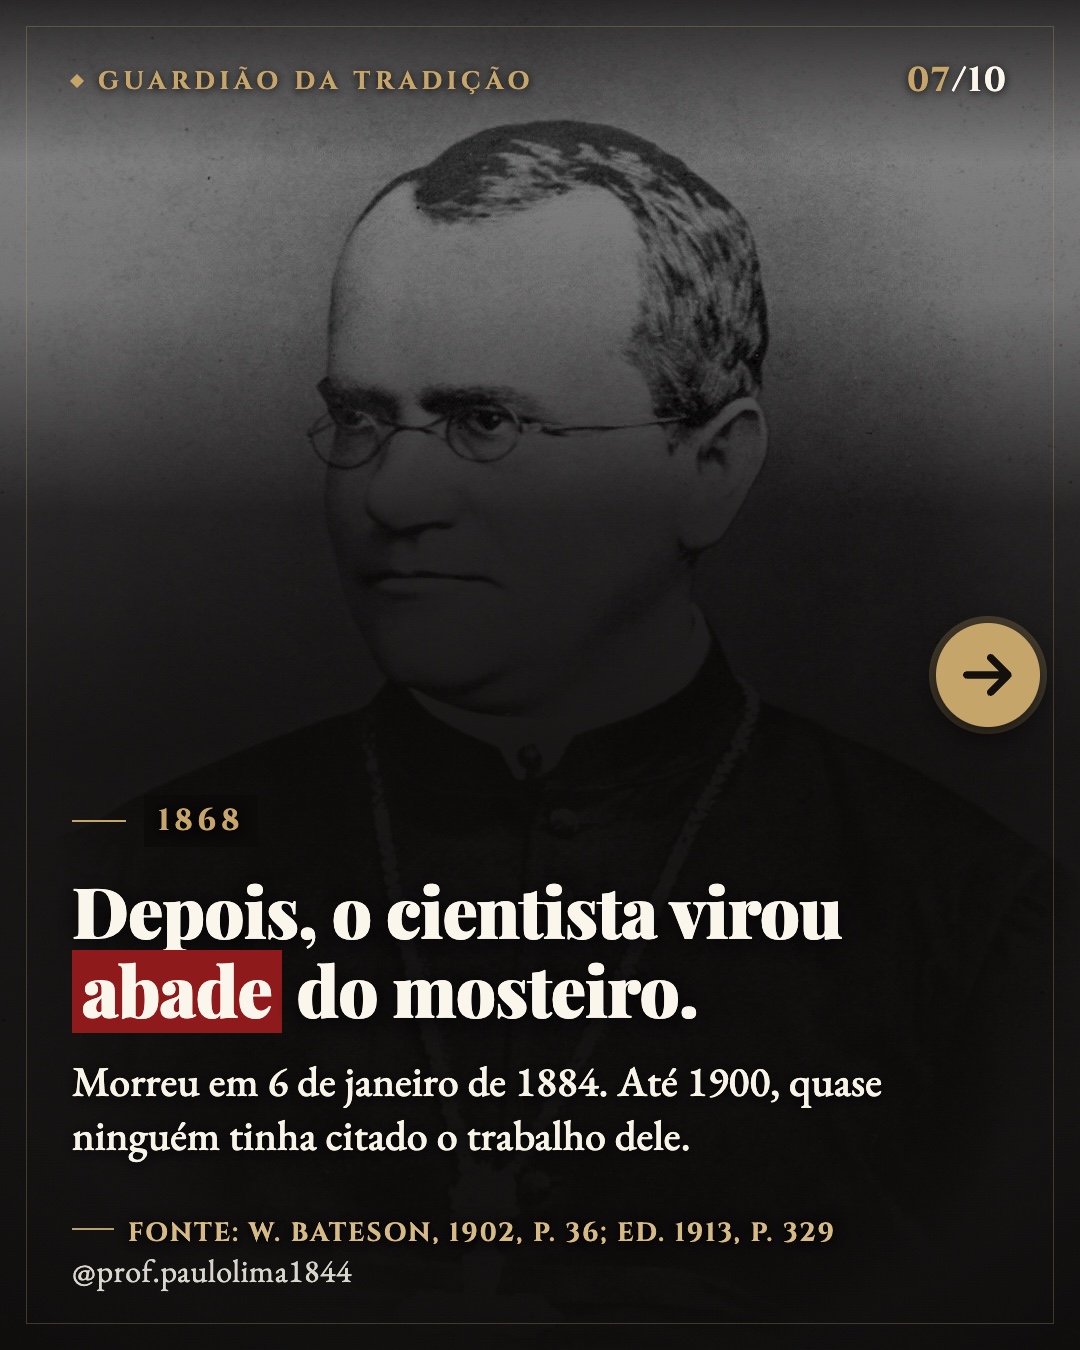 GUARDIÃO DA TRADIÇÃO
07/10
1868
Depois, o cientista virou
abade do mosteiro.
Morreu em 6 de janeiro de 1884. Até 1900, quase
ninguém tinha citado o trabalho dele.
FONTE: W. BATESON, 1902, P. 36; ED. 1913, P. 329
@prof.paulolima1844